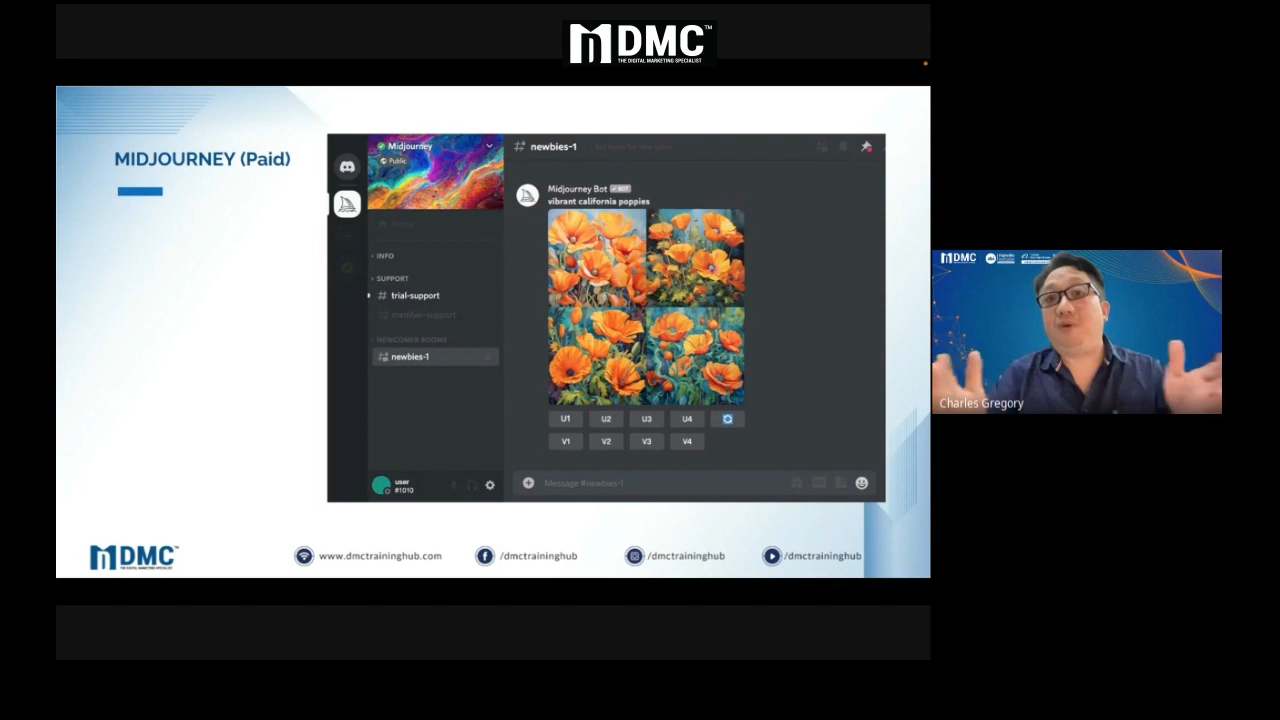 DMC™
THE DIGITAL MARKETING SPECIALIST
MIDJOURNEY (Paid)
Midjourney
Public
INFO
SUPPORT
# trial-support
member-support
NEWCOMER ROOMS
newbies-1
user
#1010
newbies-1
Midjourney Bot BOT
vibrant california poppies
U1 U2 U3 U4
V1 V2 V3 V4
Message #newbies-1
DMC™
THE DIGITAL MARKETING SPECIALIST
www.dmctraininghub.com
/dmctraininghub
/dmctraininghub
/dmctraininghub
DMC
Charles Gregory